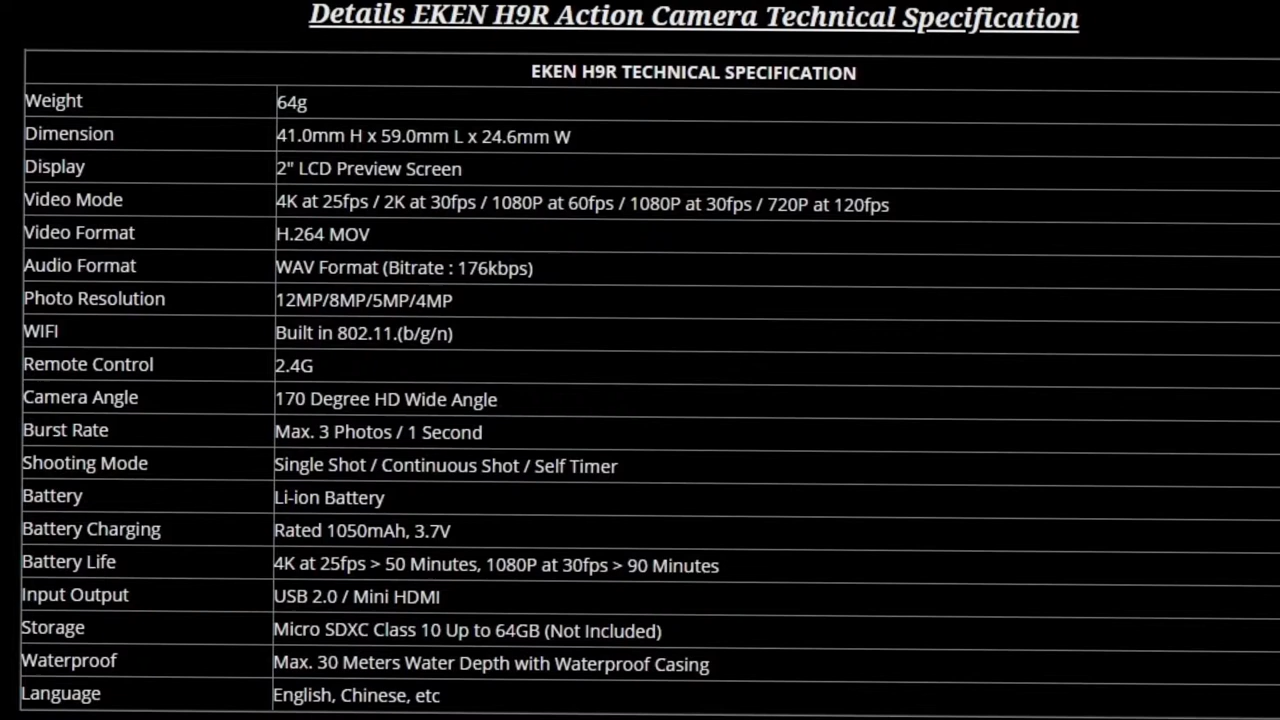 Details EKEN H9R Action Camera Technical Specification
EKEN H9R TECHNICAL SPECIFICATION
Weight 64g
Dimension 41.0mm H x 59.0mm L x 24.6mm W
Display 2" LCD Preview Screen
Video Mode 4K at 25fps / 2K at 30fps / 1080P at 60fps / 1080P at 30fps / 720P at 120fps
Video Format H.264 MOV
Audio Format WAV Format (Bitrate : 176kbps)
Photo Resolution 12MP/8MP/5MP/4MP
WIFI Built in 802.11.(b/g/n)
Remote Control 2.4G
Camera Angle 170 Degree HD Wide Angle
Burst Rate Max. 3 Photos / 1 Second
Shooting Mode Single Shot / Continuous Shot / Self Timer
Battery Li-ion Battery
Battery Charging Rated 1050mAh, 3.7V
Battery Life 4K at 25fps > 50 Minutes, 1080P at 30fps > 90 Minutes
Input Output USB 2.0 / Mini HDMI
Storage Micro SDXC Class 10 Up to 64GB (Not Included)
Waterproof Max. 30 Meters Water Depth with Waterproof Casing
Language English, Chinese, etc